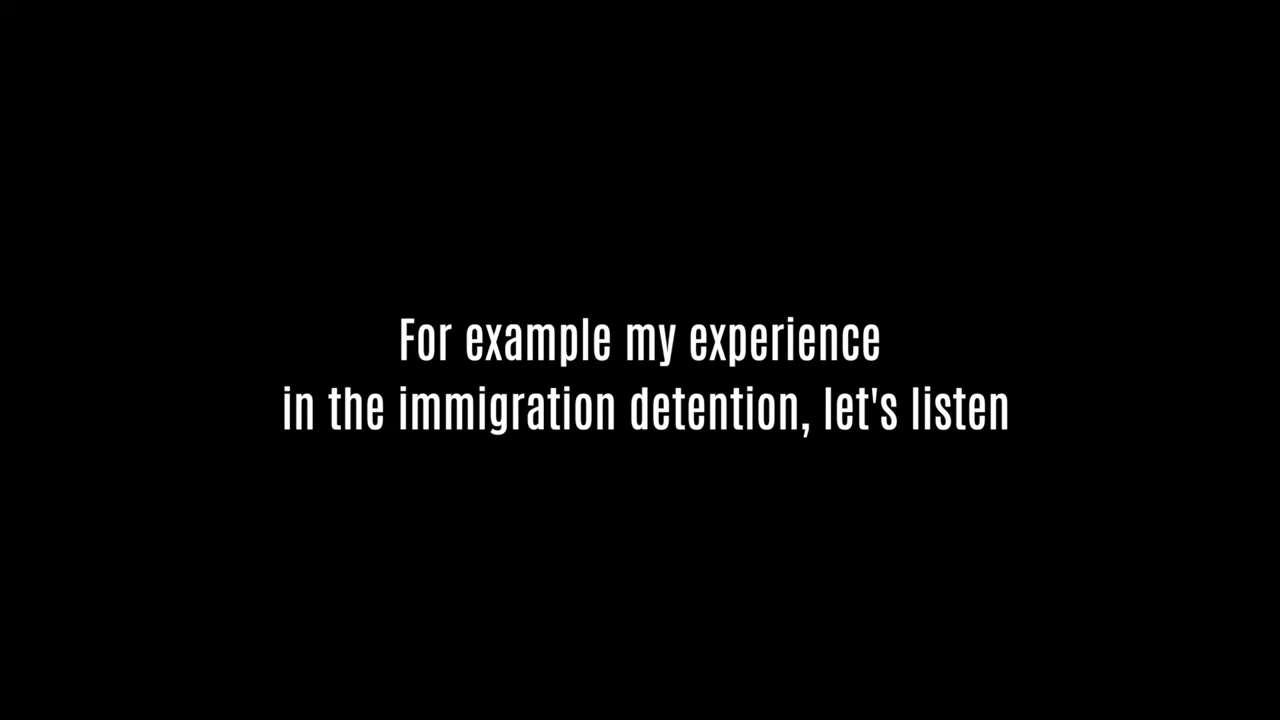 For example my experience
in the immigration detention, let's listen